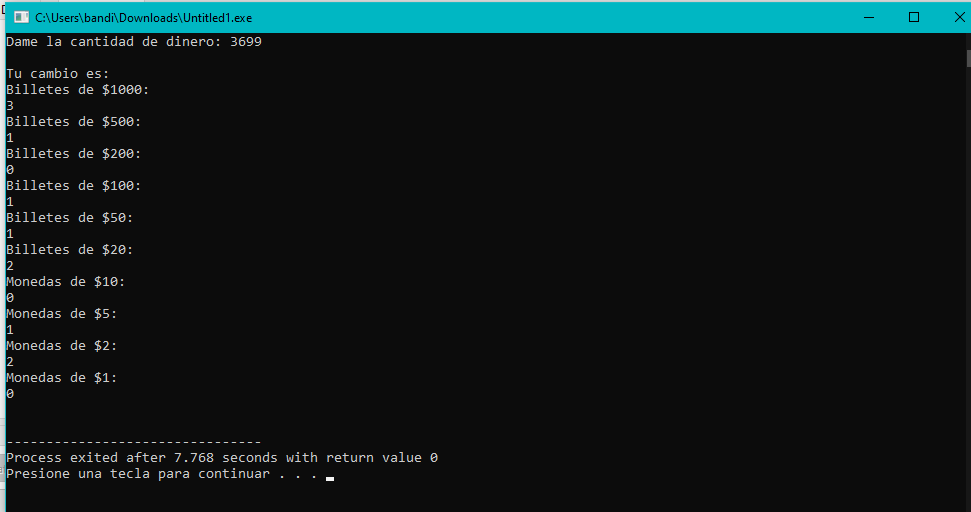 C:\Users\bandi\Downloads\Untitled1.exe
Dame la cantidad de dinero: 3699
Tu cambio es:
Billetes de $1000:
3
Billetes de $500:
1
Billetes de $200:
0
Billetes de $100:
1
Billetes de $50:
1
Billetes de $20:
2
Monedas de $10:
0
Monedas de $5:
1
Monedas de $2:
2
Monedas de $1:
0
--------------------------------
Process exited after 7.768 seconds with return value 0
Presione una tecla para continuar . . .